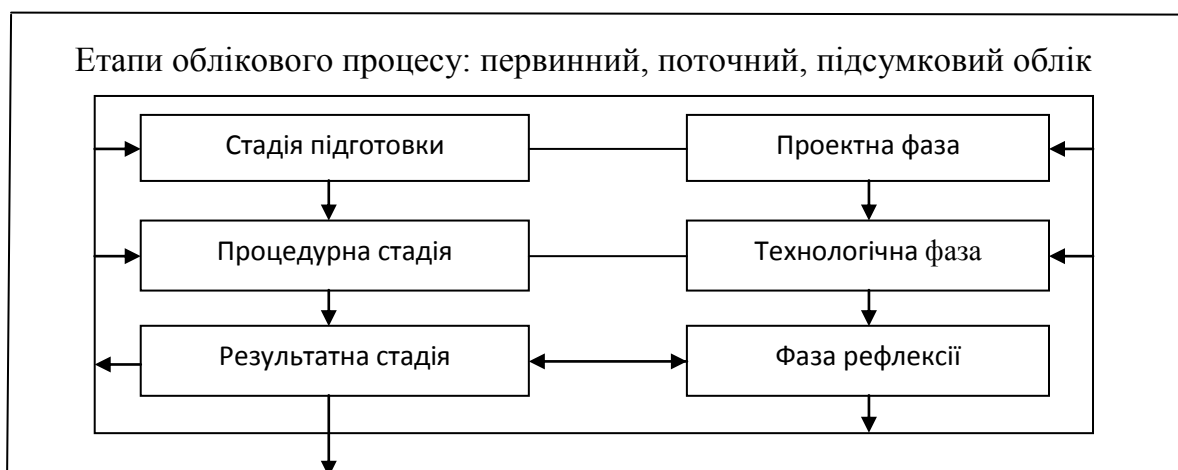 Етапи облікового процесу: первинний, поточний, підсумковий облік
Стадія підготовки
Проектна фаза
Процедурна стадія
Технологічна фаза
Результатна стадія
Фаза рефлексії